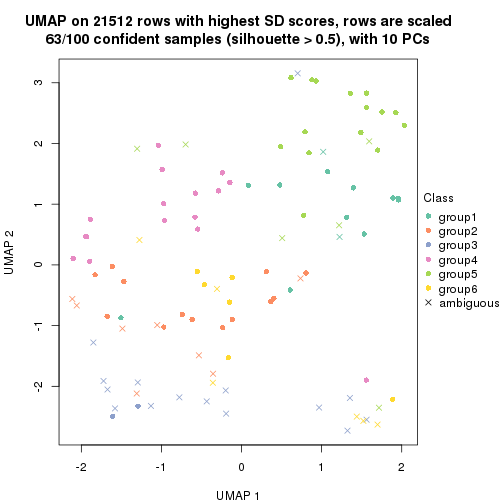 UMAP on 21512 rows with highest SD scores, rows are scaled
63/100 confident samples (silhouette > 0.5), with 10 PCs
3
2
1
0
-1
-2
UMAP 2
-2
-1
0
1
2
UMAP 1
Class
group1
group2
group3
group4
group5
group6
ambiguous